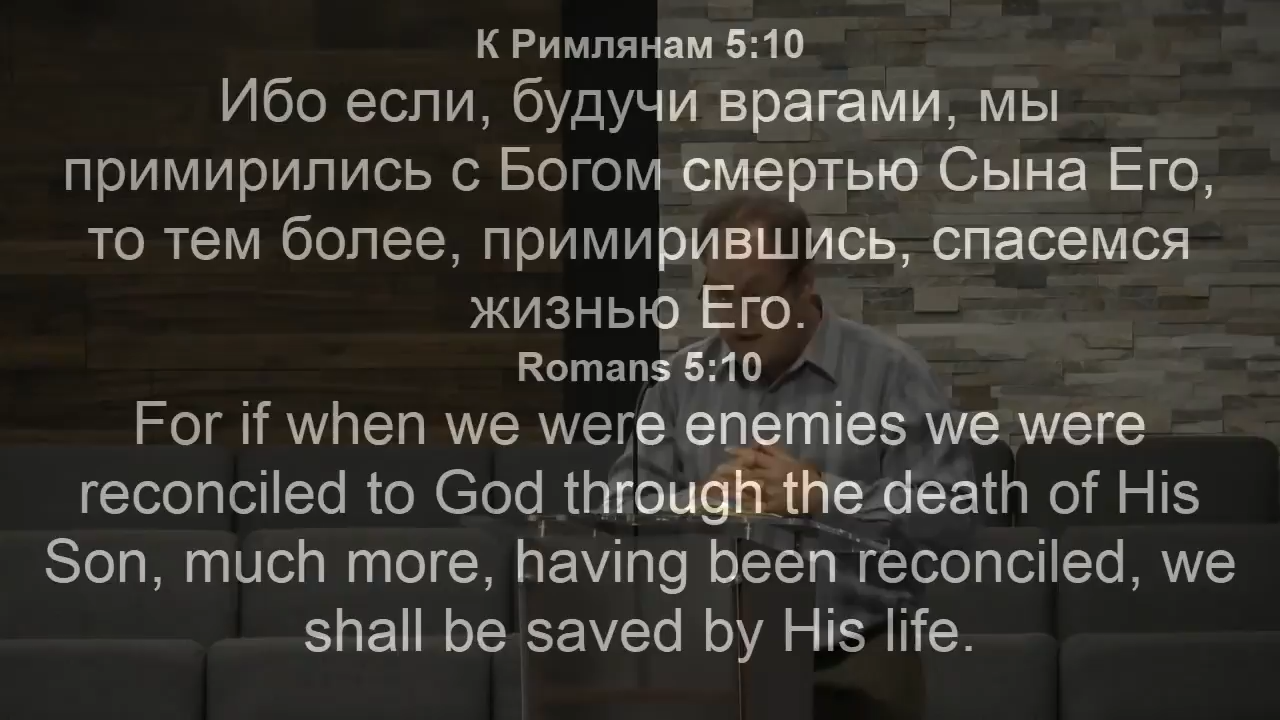 К Римлянам 5:10
Ибо если, будучи врагами, мы
примирились с Богом смертью Сына Его,
то тем более, примирившись, спасемся
жизнью Его.
Romans 5:10
For if when we were enemies we were
reconciled to God through the death of His
Son, much more, having been reconciled, we
shall be saved by His life.